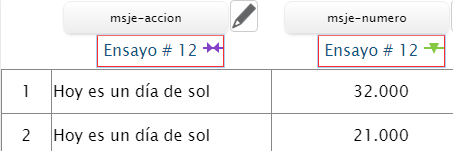 msje-accion msje-numero
Ensayo # 12 Ensayo # 12
1 Hoy es un día de sol 32.000
2 Hoy es un día de sol 21.000